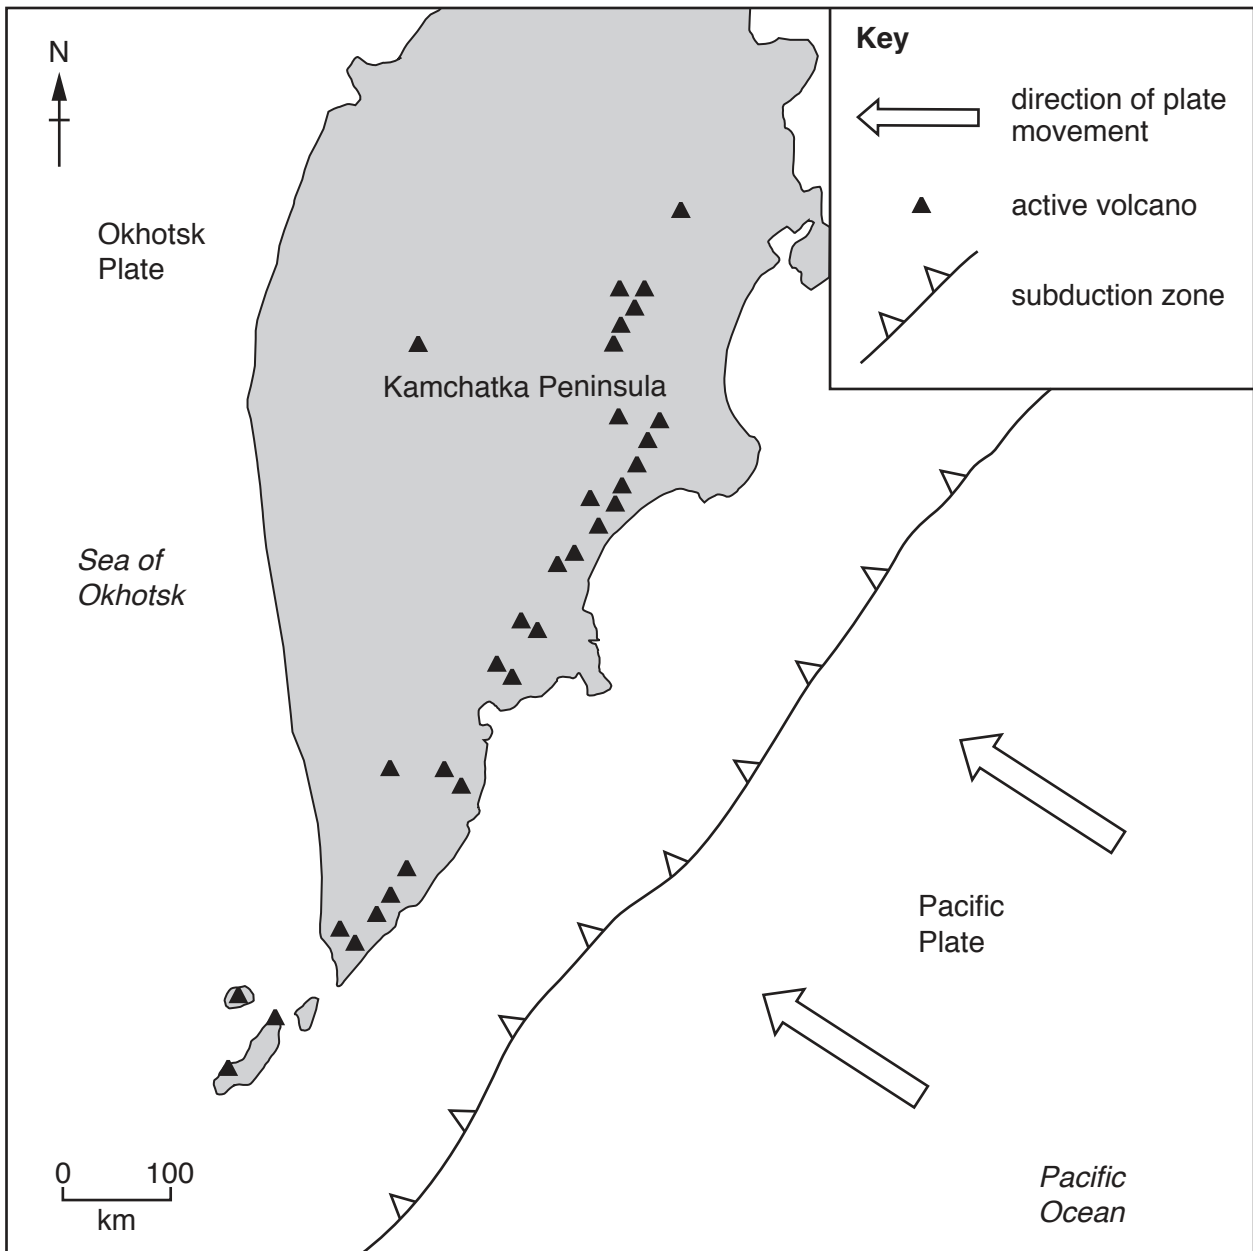 N
Key
direction of plate
movement
active volcano
subduction zone
Okhotsk
Plate
Kamchatka Peninsula
Sea of
Okhotsk
Pacific
Plate
0 100
km
Pacific
Ocean